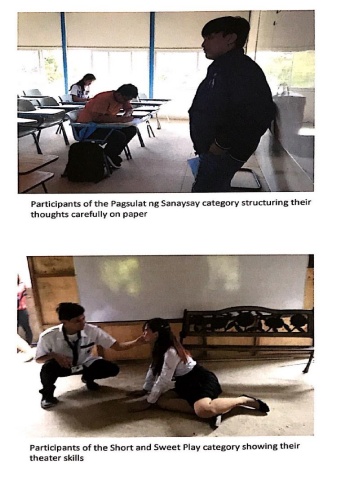 Participants of the Pagsulat ng Sanaysay category structuring their
thoughts carefully on paper
Participants of the Short and Sweet Play category showing their
theater skills